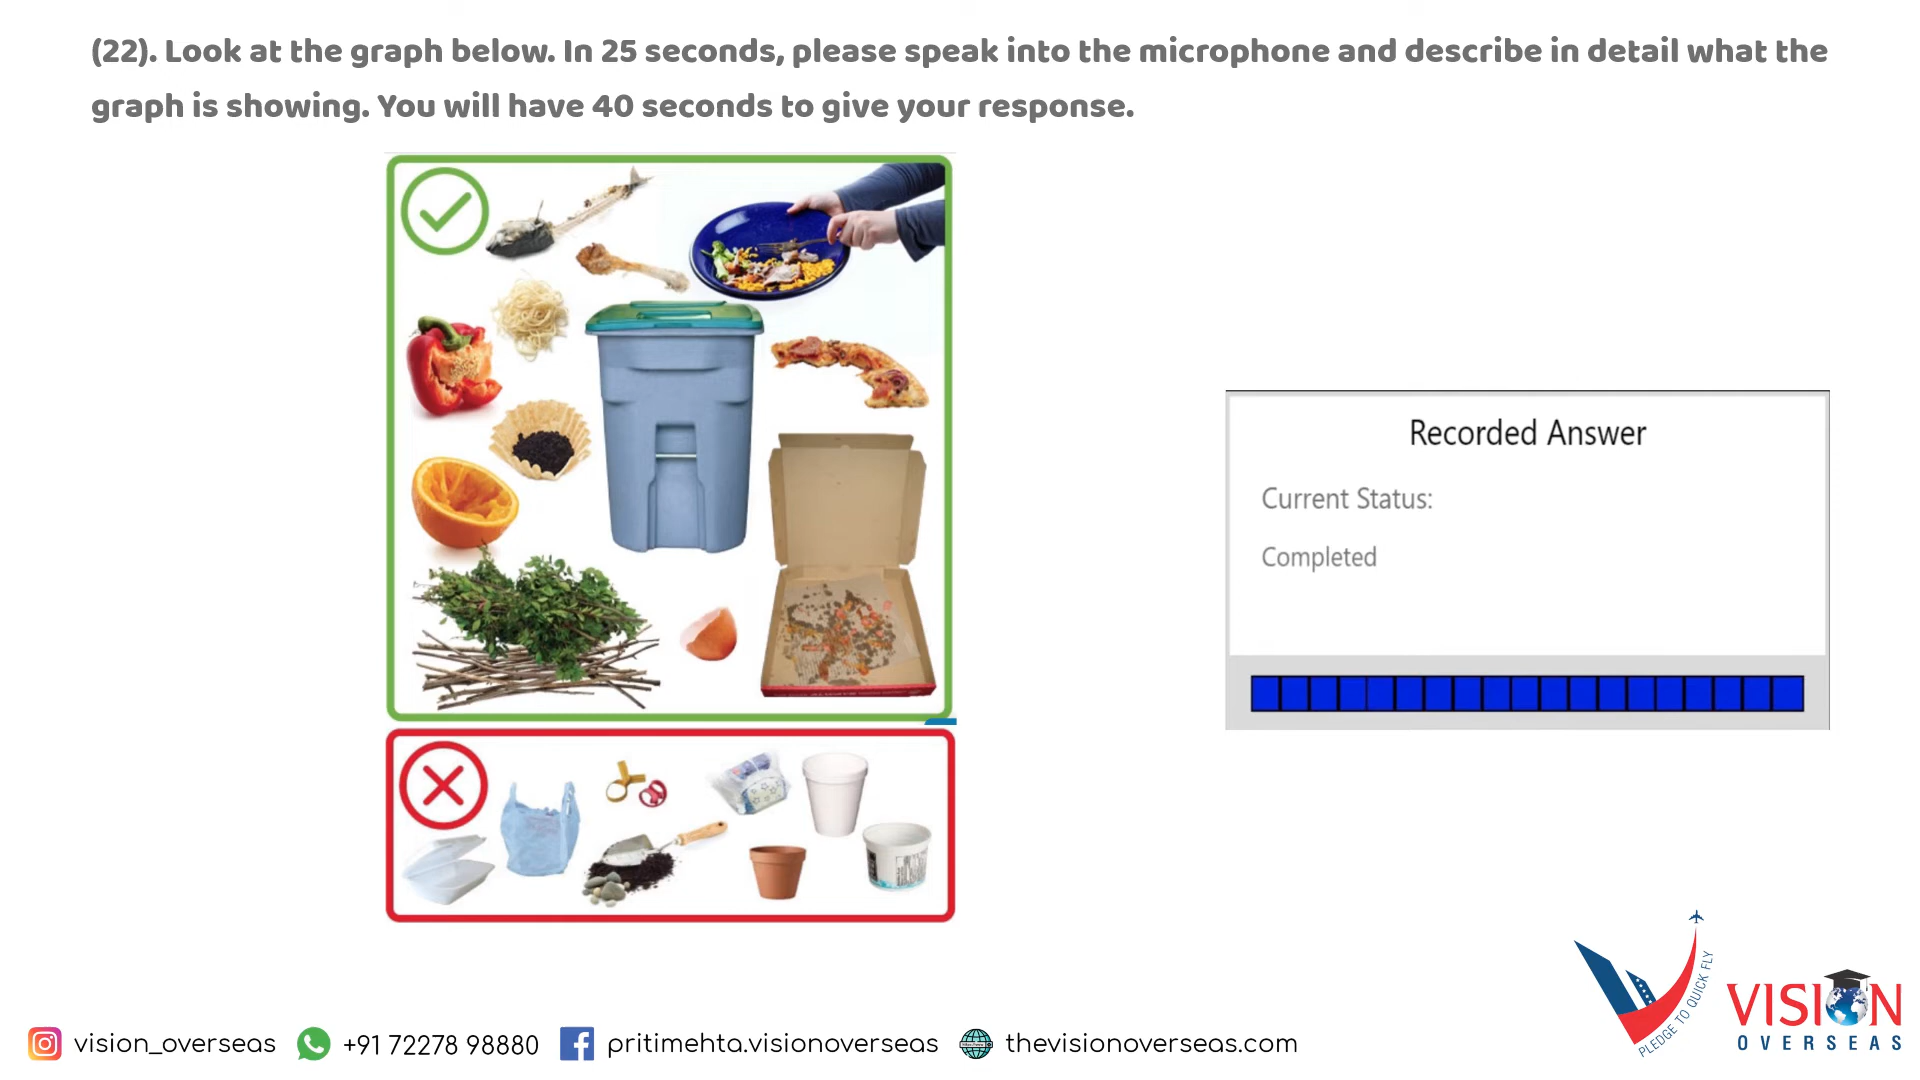 (22). Look at the graph below. In 25 seconds, please speak into the microphone and describe in detail what the
graph is showing. You will have 40 seconds to give your response.
Recorded Answer
Current Status:
Completed
PLEDGE TO QUICK FLY
VISION
OVERSEAS
vision_overseas
+91 72278 98880
pritimehta.visionoverseas
thevisionoverseas.com